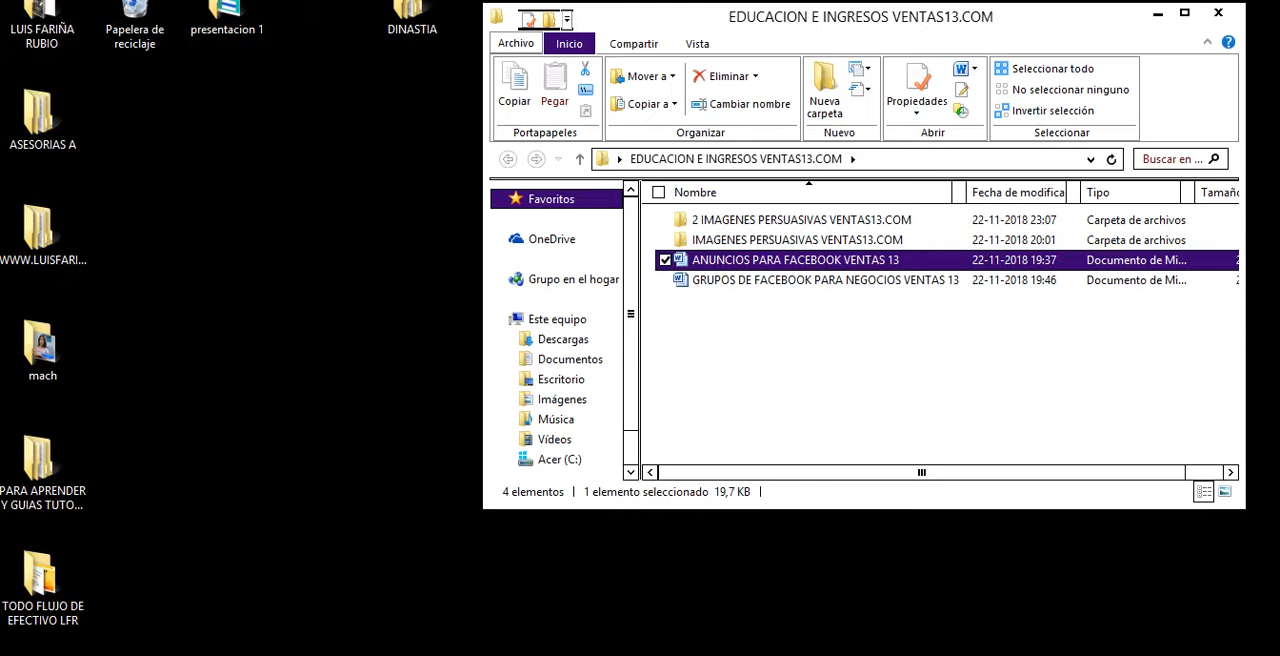 LUIS FARIÑA
RUBIO
Papelera de
reciclaje
presentacion 1
DINASTIA
ASESORIAS A
WWW.LUISFARI...
mach
PARA APRENDER
Y GUIAS TUTO...
TODO FLUJO DE
EFECTIVO LFR
EDUCACION E INGRESOS VENTAS13.COM
Archivo Inicio Compartir Vista
Copiar Pegar
Portapapeles
Mover a Eliminar
Copiar a Cambiar nombre
Organizar
Nueva
carpeta
Nuevo
Propiedades
Abrir
Seleccionar todo
No seleccionar ninguno
Invertir selección
Seleccionar
EDUCACION E INGRESOS VENTAS13.COM
Buscar en ...
Favoritos
OneDrive
Grupo en el hogar
Este equipo
Descargas
Documentos
Escritorio
Imágenes
Música
Vídeos
Acer (C:)
Nombre Fecha de modifica Tipo Tamaño
2 IMAGENES PERSUASIVAS VENTAS13.COM 22-11-2018 23:07 Carpeta de archivos
IMAGENES PERSUASIVAS VENTAS13.COM 22-11-2018 20:01 Carpeta de archivos
ANUNCIOS PARA FACEBOOK VENTAS 13 22-11-2018 19:37 Documento de Mi...
GRUPOS DE FACEBOOK PARA NEGOCIOS VENTAS 13 22-11-2018 19:46 Documento de Mi...
4 elementos 1 elemento seleccionado 19,7 KB